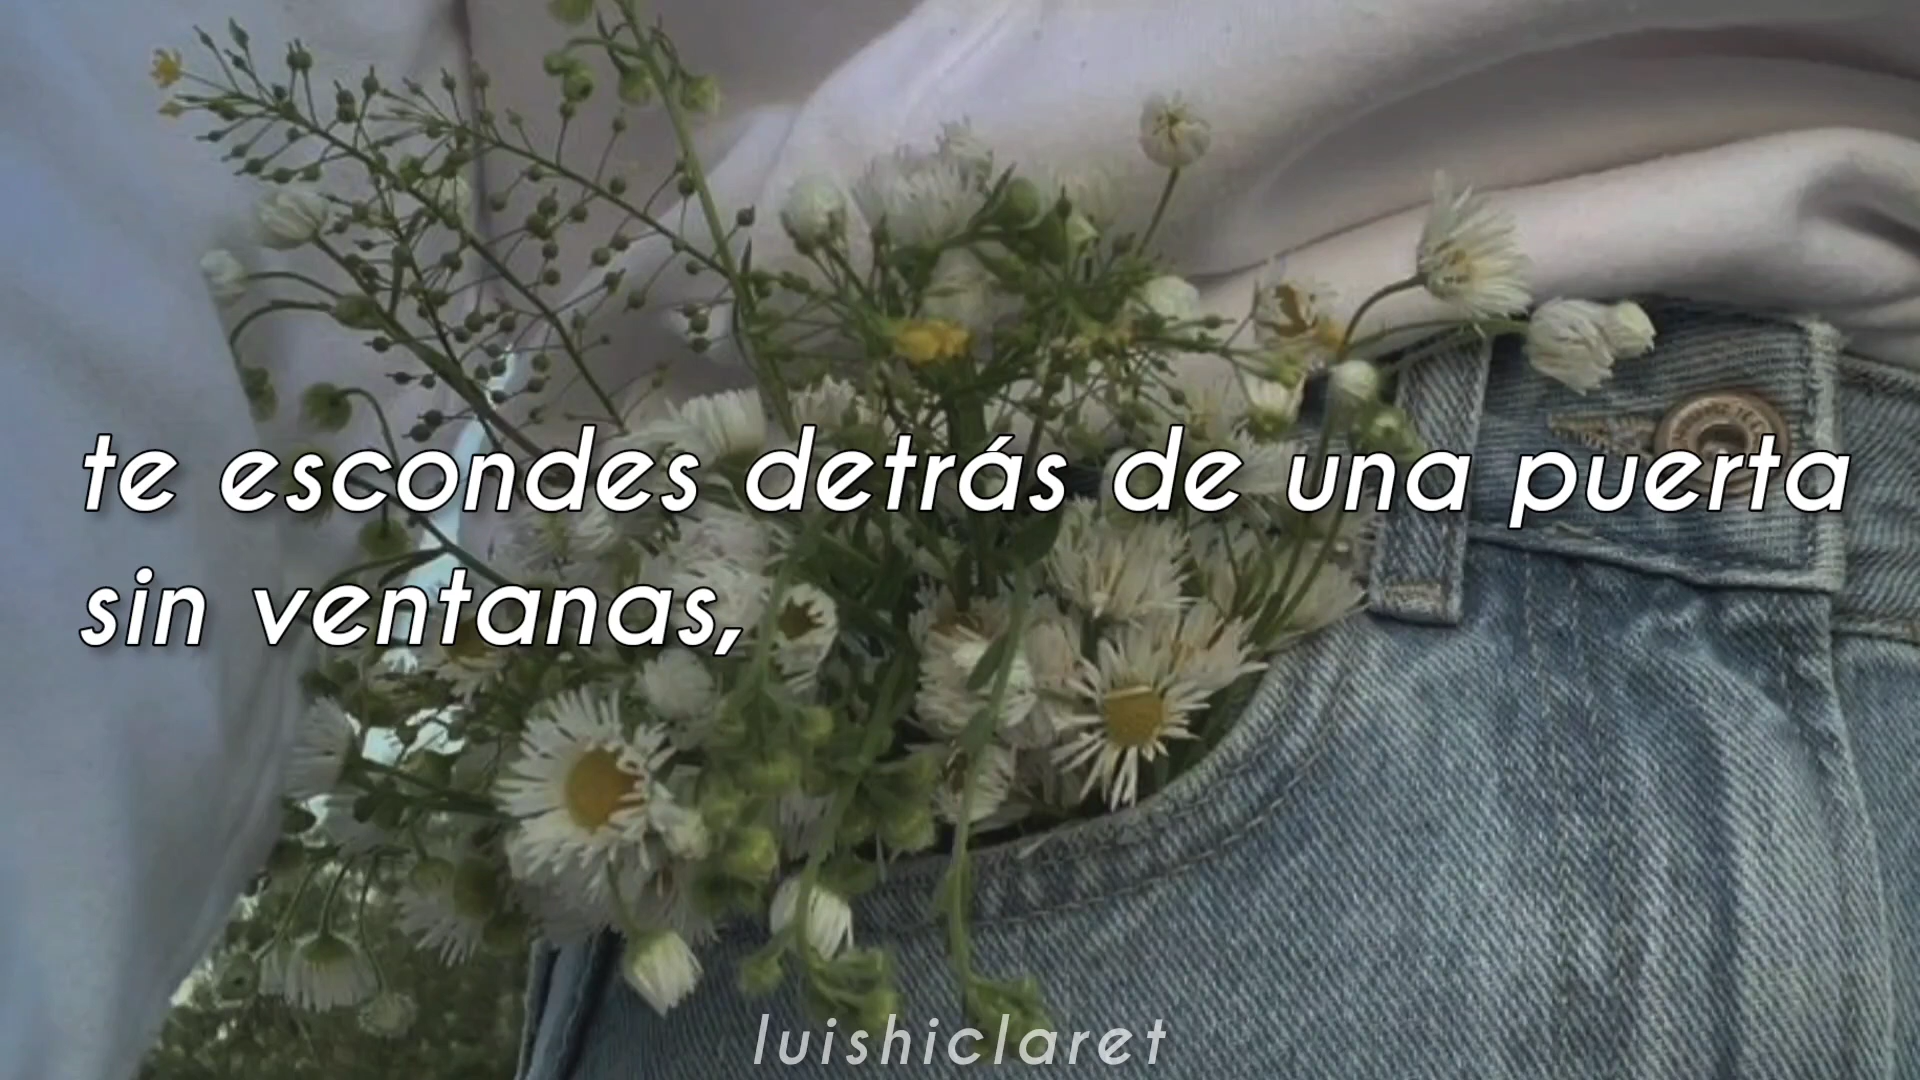 te escondes detrás de una puerta
sin ventanas,
luishiclaret